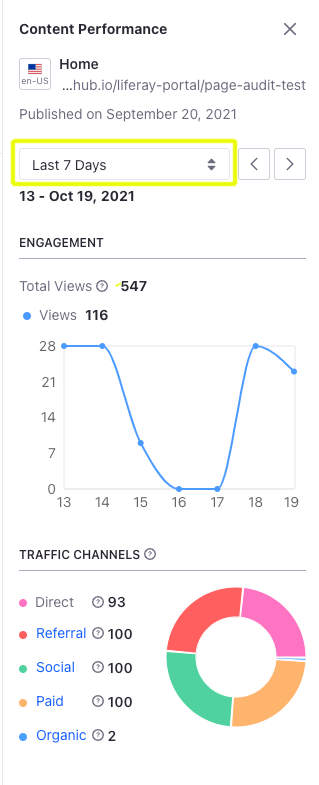 Content Performance
Home
en-US
...hub.io/liferay-portal/page-audit-test
Published on September 20, 2021
Last 7 Days
13 - Oct 19, 2021
ENGAGEMENT
Total Views 547
Views 116
28
21
14
7
0
13 14 15 16 17 18 19
TRAFFIC CHANNELS
Direct 93
Referral 100
Social 100
Paid 100
Organic 2